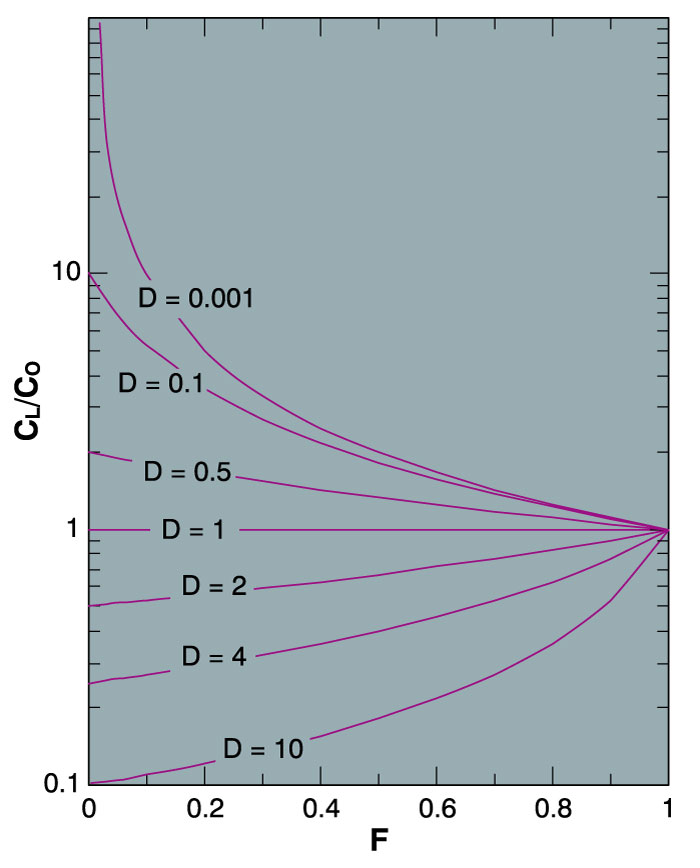 10
D = 0.001
D = 0.1
CL/CO
D = 0.5
1
D = 1
D = 2
D = 4
D = 10
0.1
0 0.2 0.4 0.6 0.8 1
F